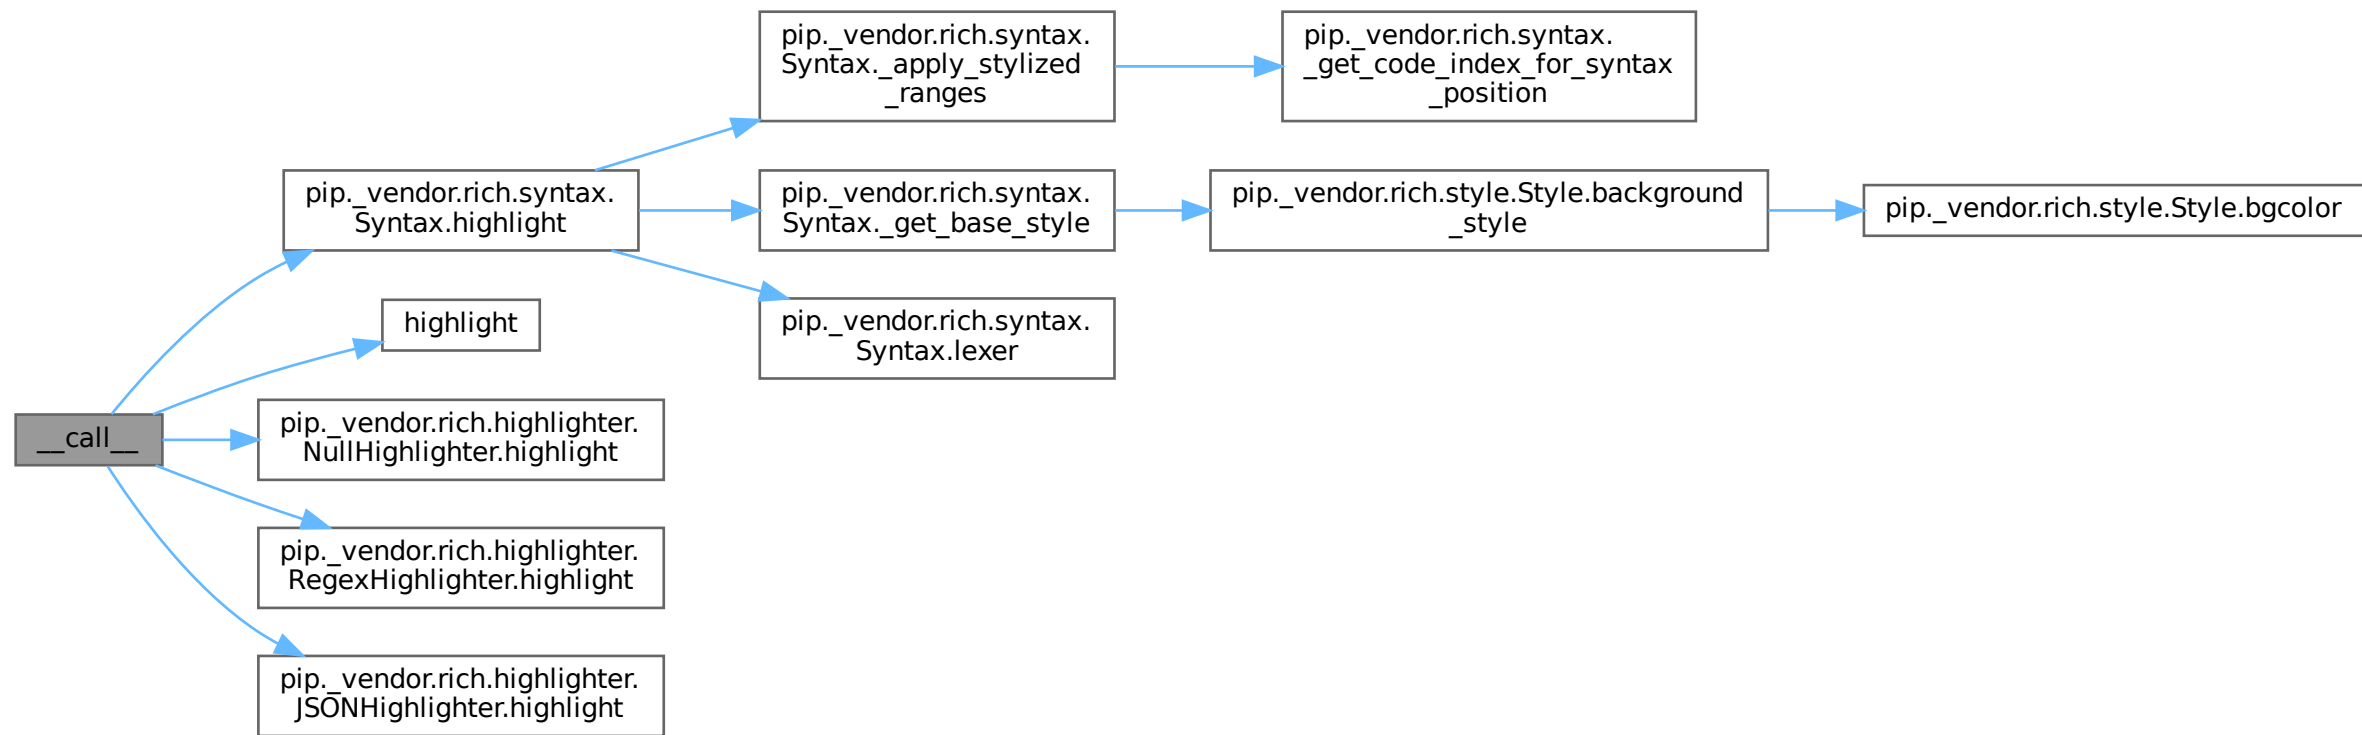 __call__
pip._vendor.rich.syntax.
Syntax.highlight
pip._vendor.rich.syntax.
Syntax._apply_stylized
_ranges
pip._vendor.rich.syntax.
_get_code_index_for_syntax
_position
pip._vendor.rich.syntax.
Syntax._get_base_style
pip._vendor.rich.style.Style.background
_style
pip._vendor.rich.style.Style.bgcolor
pip._vendor.rich.syntax.
Syntax.lexer
highlight
pip._vendor.rich.highlighter.
NullHighlighter.highlight
pip._vendor.rich.highlighter.
RegexHighlighter.highlight
pip._vendor.rich.highlighter.
JSONHighlighter.highlight